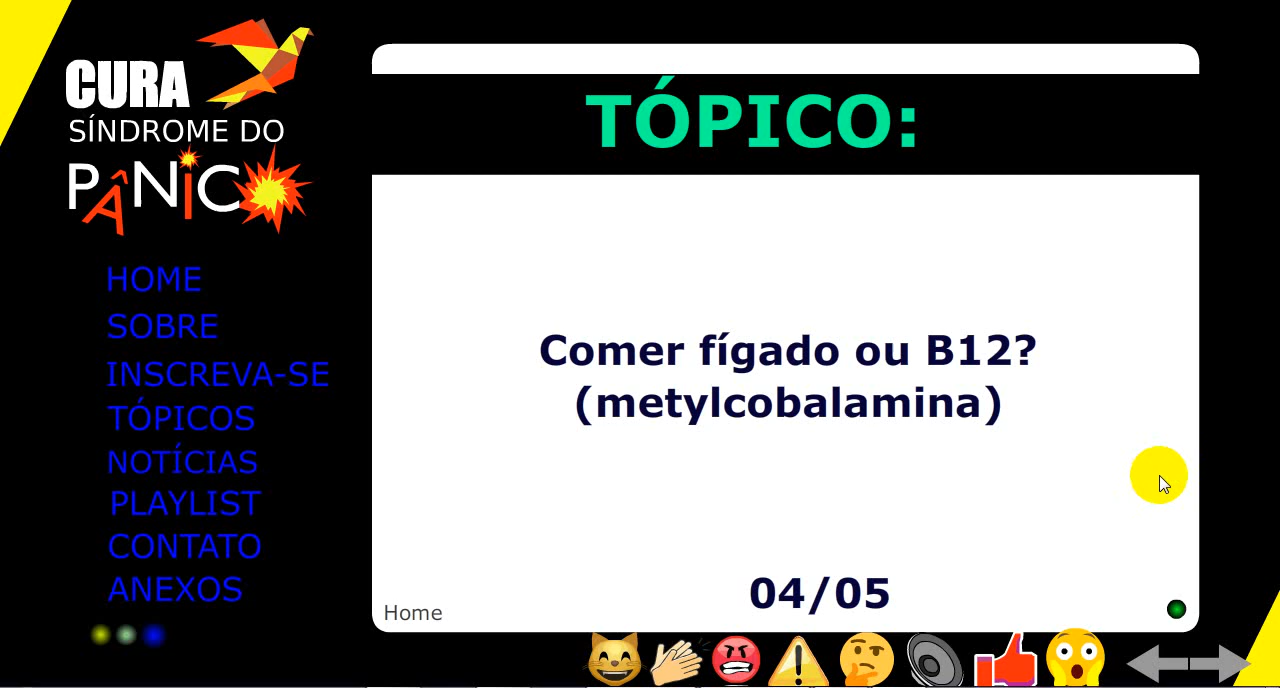 CURA
SÍNDROME DO
PÂNICO
HOME
SOBRE
INSCREVA-SE
TÓPICOS
NOTÍCIAS
PLAYLIST
CONTATO
ANEXOS
TÓPICO:
Comer fígado ou B12?
(metylcobalamina)
04/05
Home